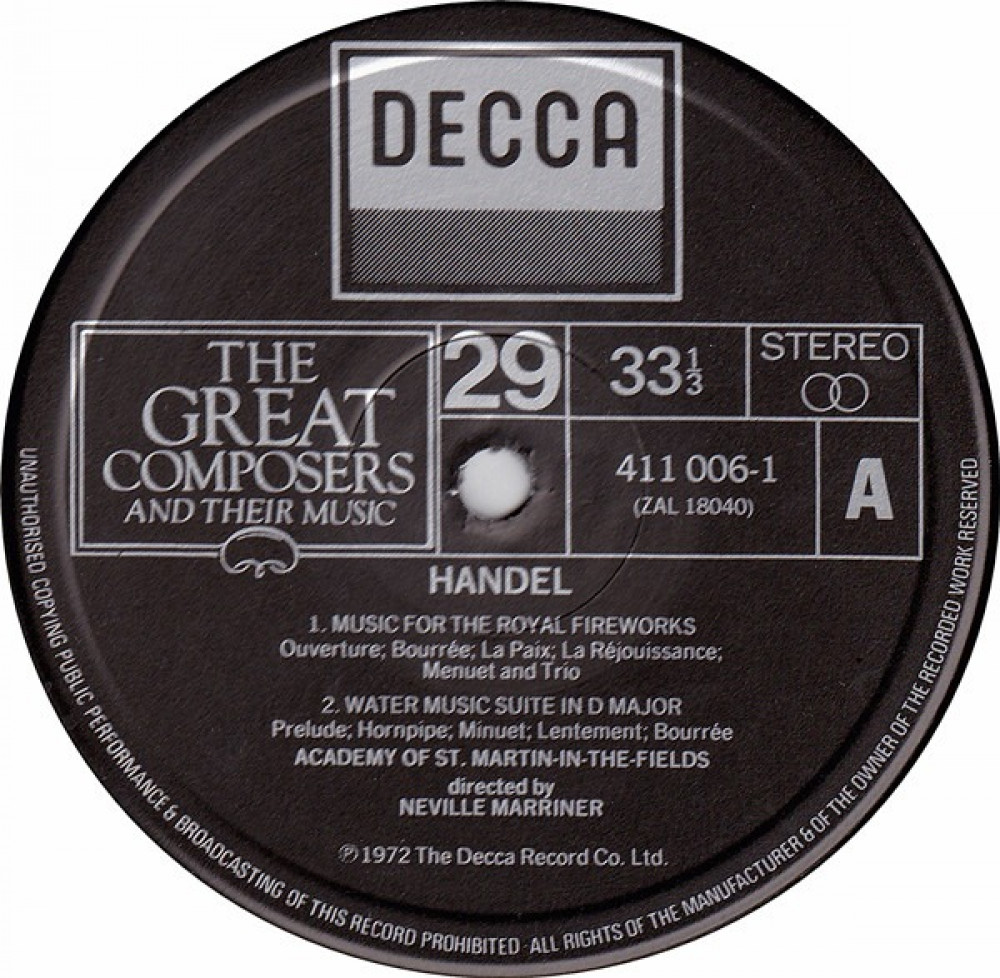 DECCA
THE
GREAT
COMPOSERS
AND THEIR MUSIC
29
33⅓
STEREO
411 006-1
(ZAL 18040)
A
HANDEL
1. MUSIC FOR THE ROYAL FIREWORKS
Ouverture; Bourrée; La Paix; La Réjouissance;
Menuet and Trio
2. WATER MUSIC SUITE IN D MAJOR
Prelude; Hornpipe; Minuet; Lentement; Bourrée
ACADEMY OF ST. MARTIN-IN-THE-FIELDS
directed by
NEVILLE MARRINER
℗1972 The Decca Record Co. Ltd.
UNAUTHORISED COPYING PUBLIC PERFORMANCE & BROADCASTING OF THIS RECORD PROHIBITED · ALL RIGHTS OF THE MANUFACTURER & OF THE OWNER OF THE RECORDED WORK RESERVED